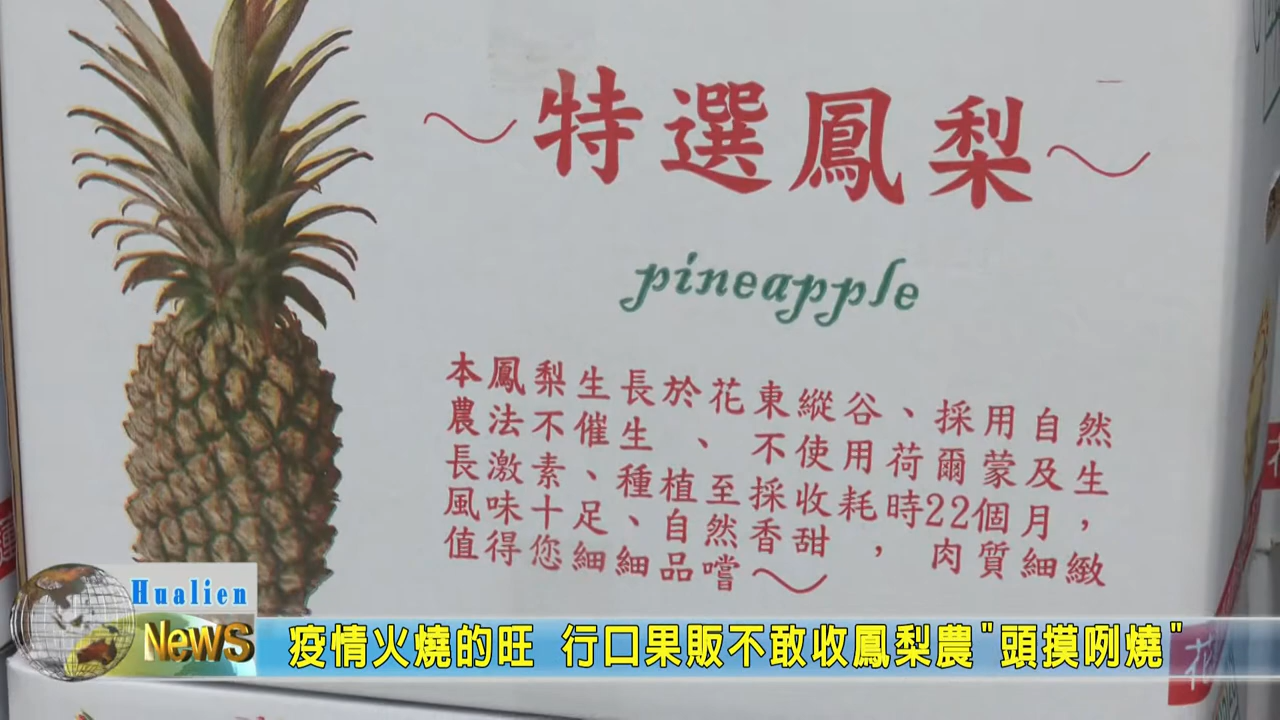 ～特選鳳梨～
pineapple
本鳳梨生長於花東縱谷、採用自然
農法不催生、不使用荷爾蒙及生
長激素、種植至採收耗時22個月，
風味十足、自然香甜，肉質細緻
值得您細細品嚐～
Hualien
NewS
疫情火燒的旺 行口果販不敢收鳳梨農"頭摸咧燒"
花